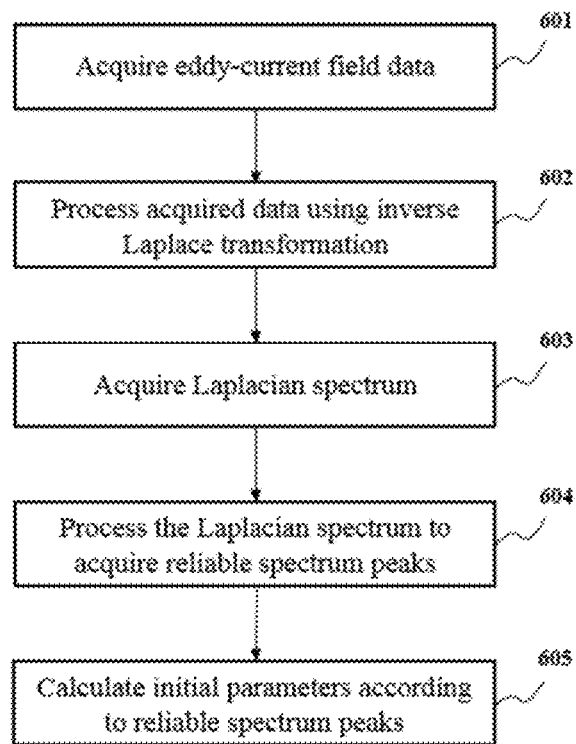 601
Acquire eddy-current field data
602
Process acquired data using inverse
Laplace transformation
603
Acquire Laplacian spectrum
604
Process the Laplacian spectrum to
acquire reliable spectrum peaks
605
Calculate initial parameters according
to reliable spectrum peaks